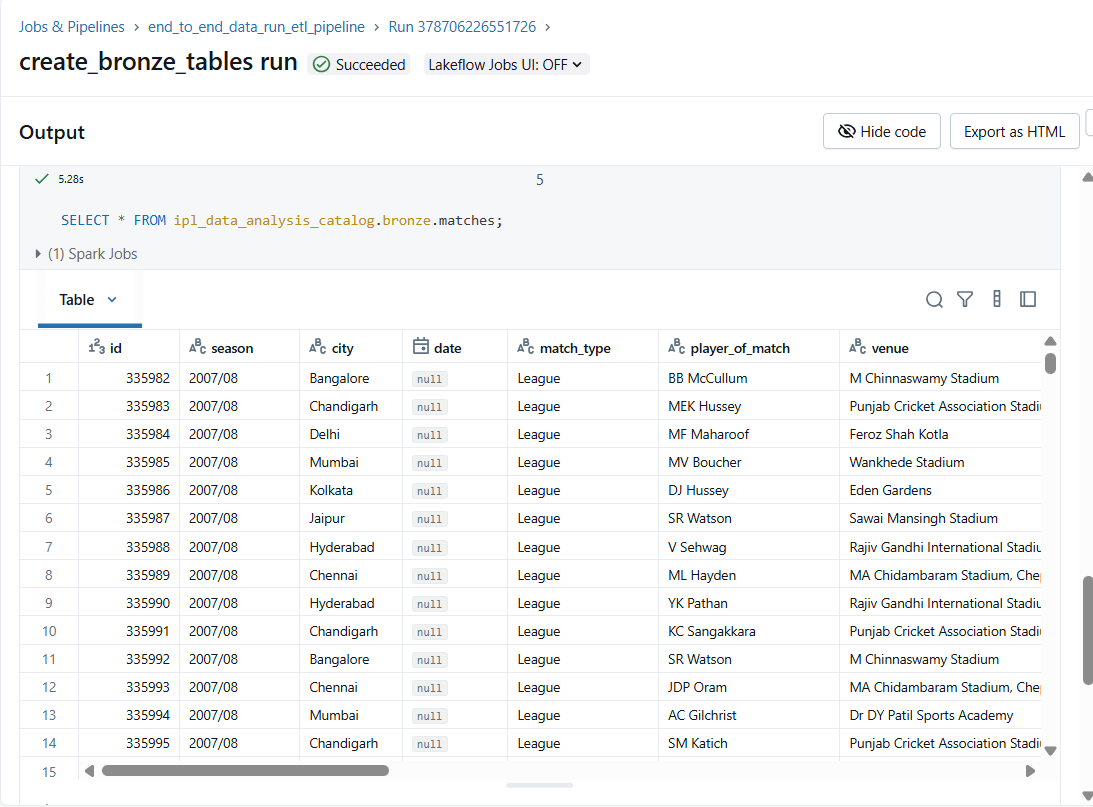 Jobs & Pipelines › end_to_end_data_run_etl_pipeline › Run 378706226551726 ›
create_bronze_tables run Succeeded Lakeflow Jobs UI: OFF
Output Hide code Export as HTML
5.28s 5
SELECT * FROM ipl_data_analysis_catalog.bronze.matches;
(1) Spark Jobs
Table
id season city date match_type player_of_match venue
1 335982 2007/08 Bangalore null League BB McCullum M Chinnaswamy Stadium
2 335983 2007/08 Chandigarh null League MEK Hussey Punjab Cricket Association Stadi
3 335984 2007/08 Delhi null League MF Maharoof Feroz Shah Kotla
4 335985 2007/08 Mumbai null League MV Boucher Wankhede Stadium
5 335986 2007/08 Kolkata null League DJ Hussey Eden Gardens
6 335987 2007/08 Jaipur null League SR Watson Sawai Mansingh Stadium
7 335988 2007/08 Hyderabad null League V Sehwag Rajiv Gandhi International Stadiu
8 335989 2007/08 Chennai null League ML Hayden MA Chidambaram Stadium, Chep
9 335990 2007/08 Hyderabad null League YK Pathan Rajiv Gandhi International Stadiu
10 335991 2007/08 Chandigarh null League KC Sangakkara Punjab Cricket Association Stadi
11 335992 2007/08 Bangalore null League SR Watson M Chinnaswamy Stadium
12 335993 2007/08 Chennai null League JDP Oram MA Chidambaram Stadium, Chep
13 335994 2007/08 Mumbai null League AC Gilchrist Dr DY Patil Sports Academy
14 335995 2007/08 Chandigarh null League SM Katich Punjab Cricket Association Stadi
15